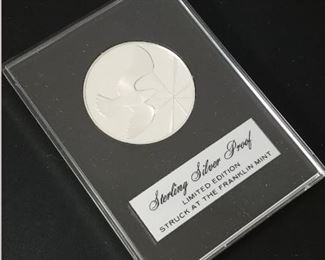 Sterling Silver Proof
LIMITED EDITION
STRUCK AT THE FRANKLIN MINT